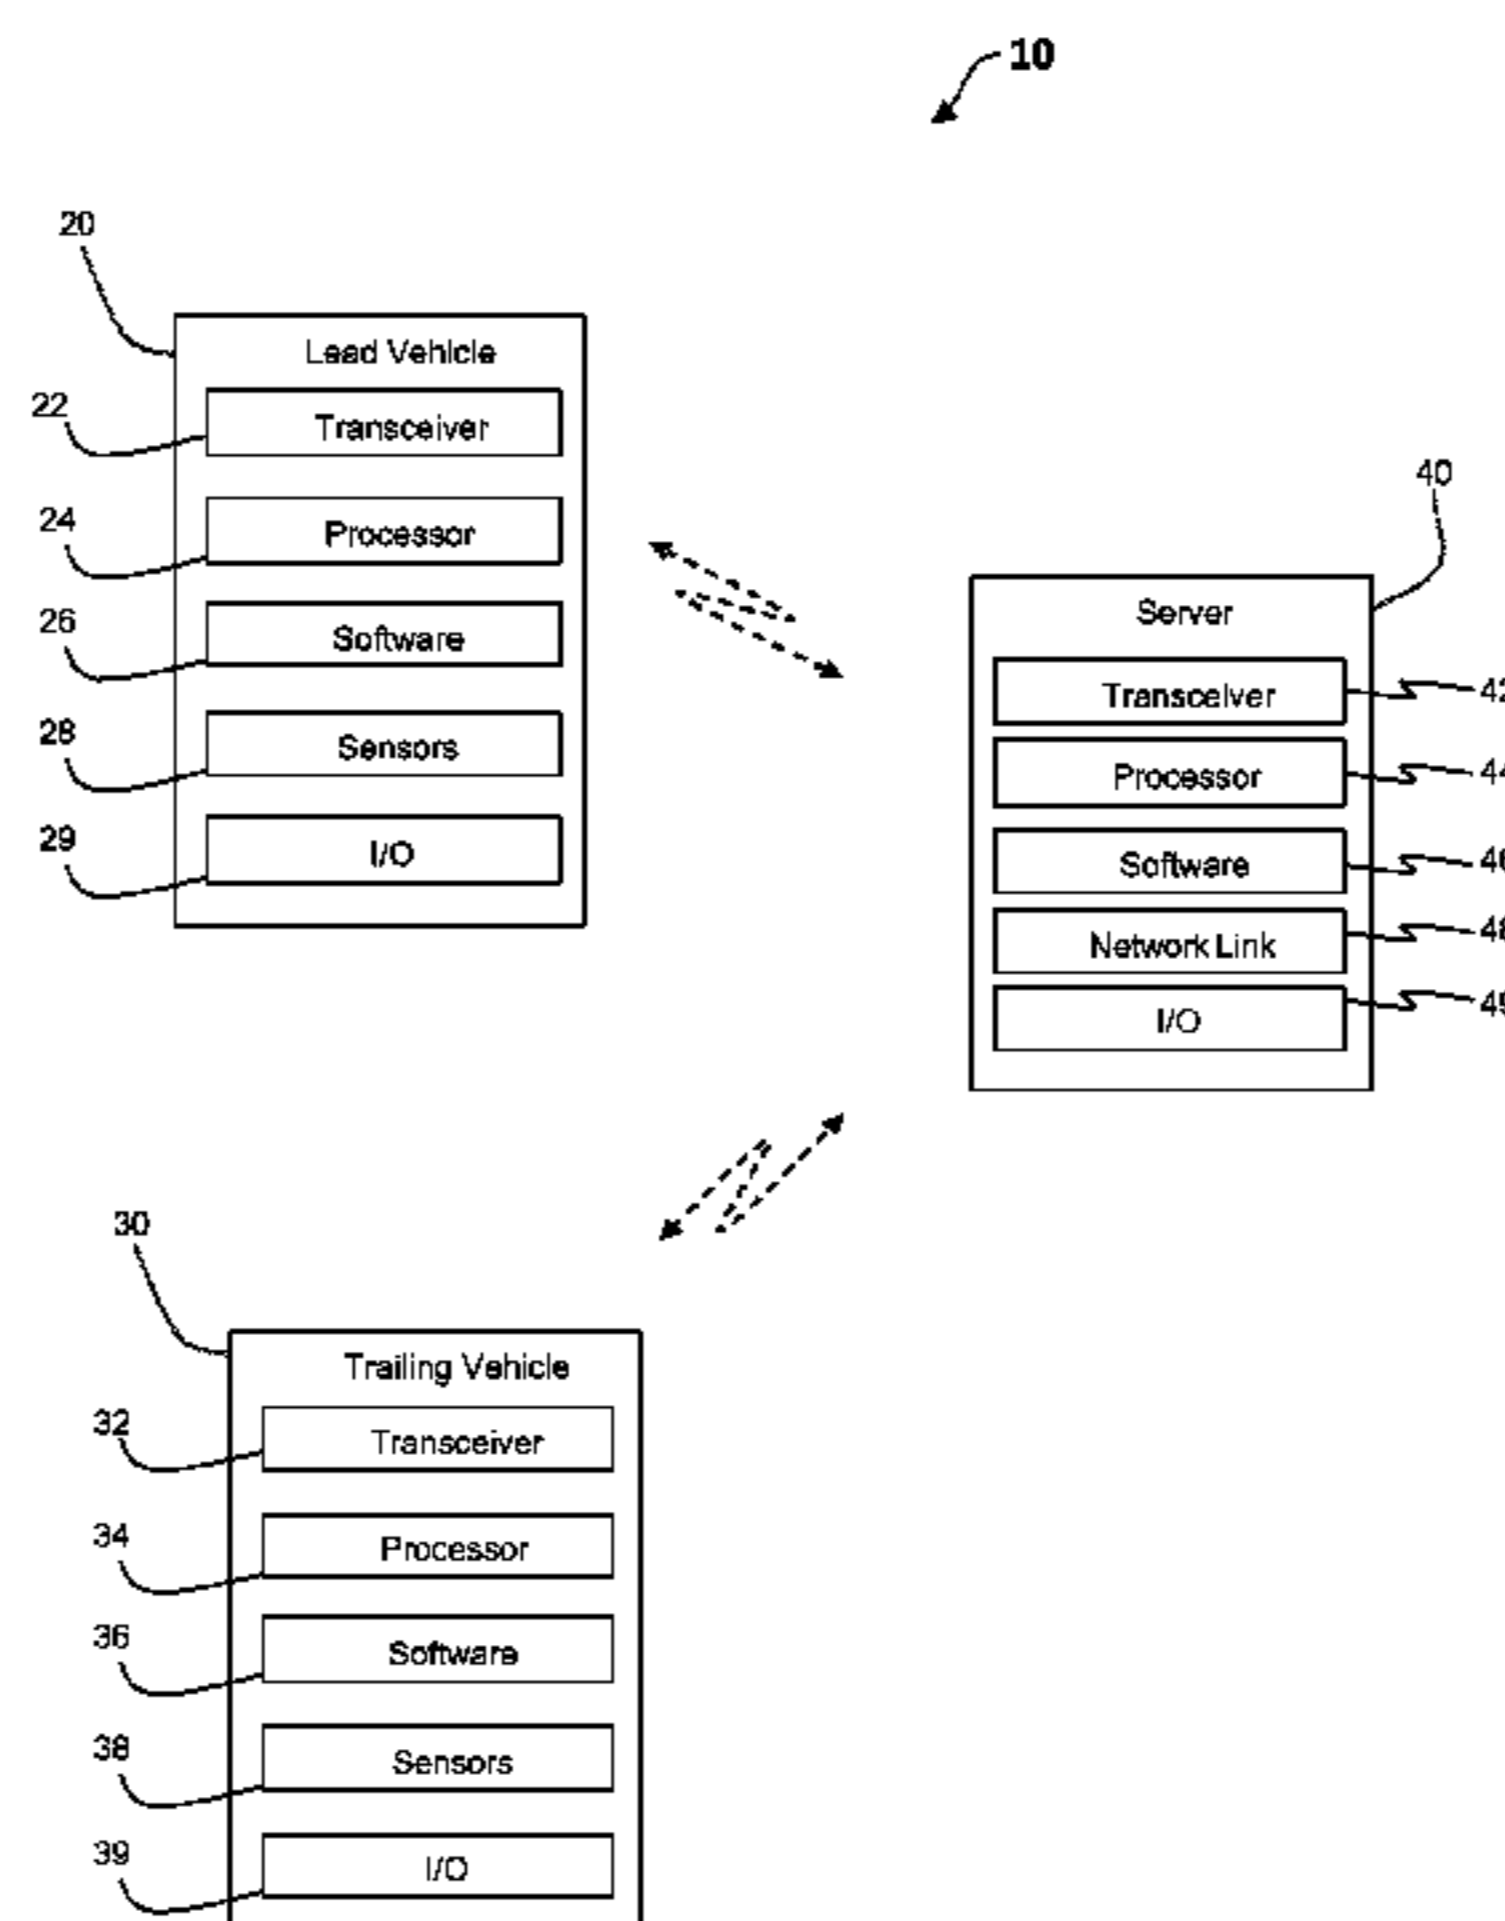 10
20
Lead Vehicle
22
Transceiver
24
Processor
26
Software
28
Sensors
29
I/O
40
Server
Transceiver
Processor
Software
Network Link
I/O
30
Trailing Vehicle
32
Transceiver
34
Processor
36
Software
38
Sensors
39
I/O